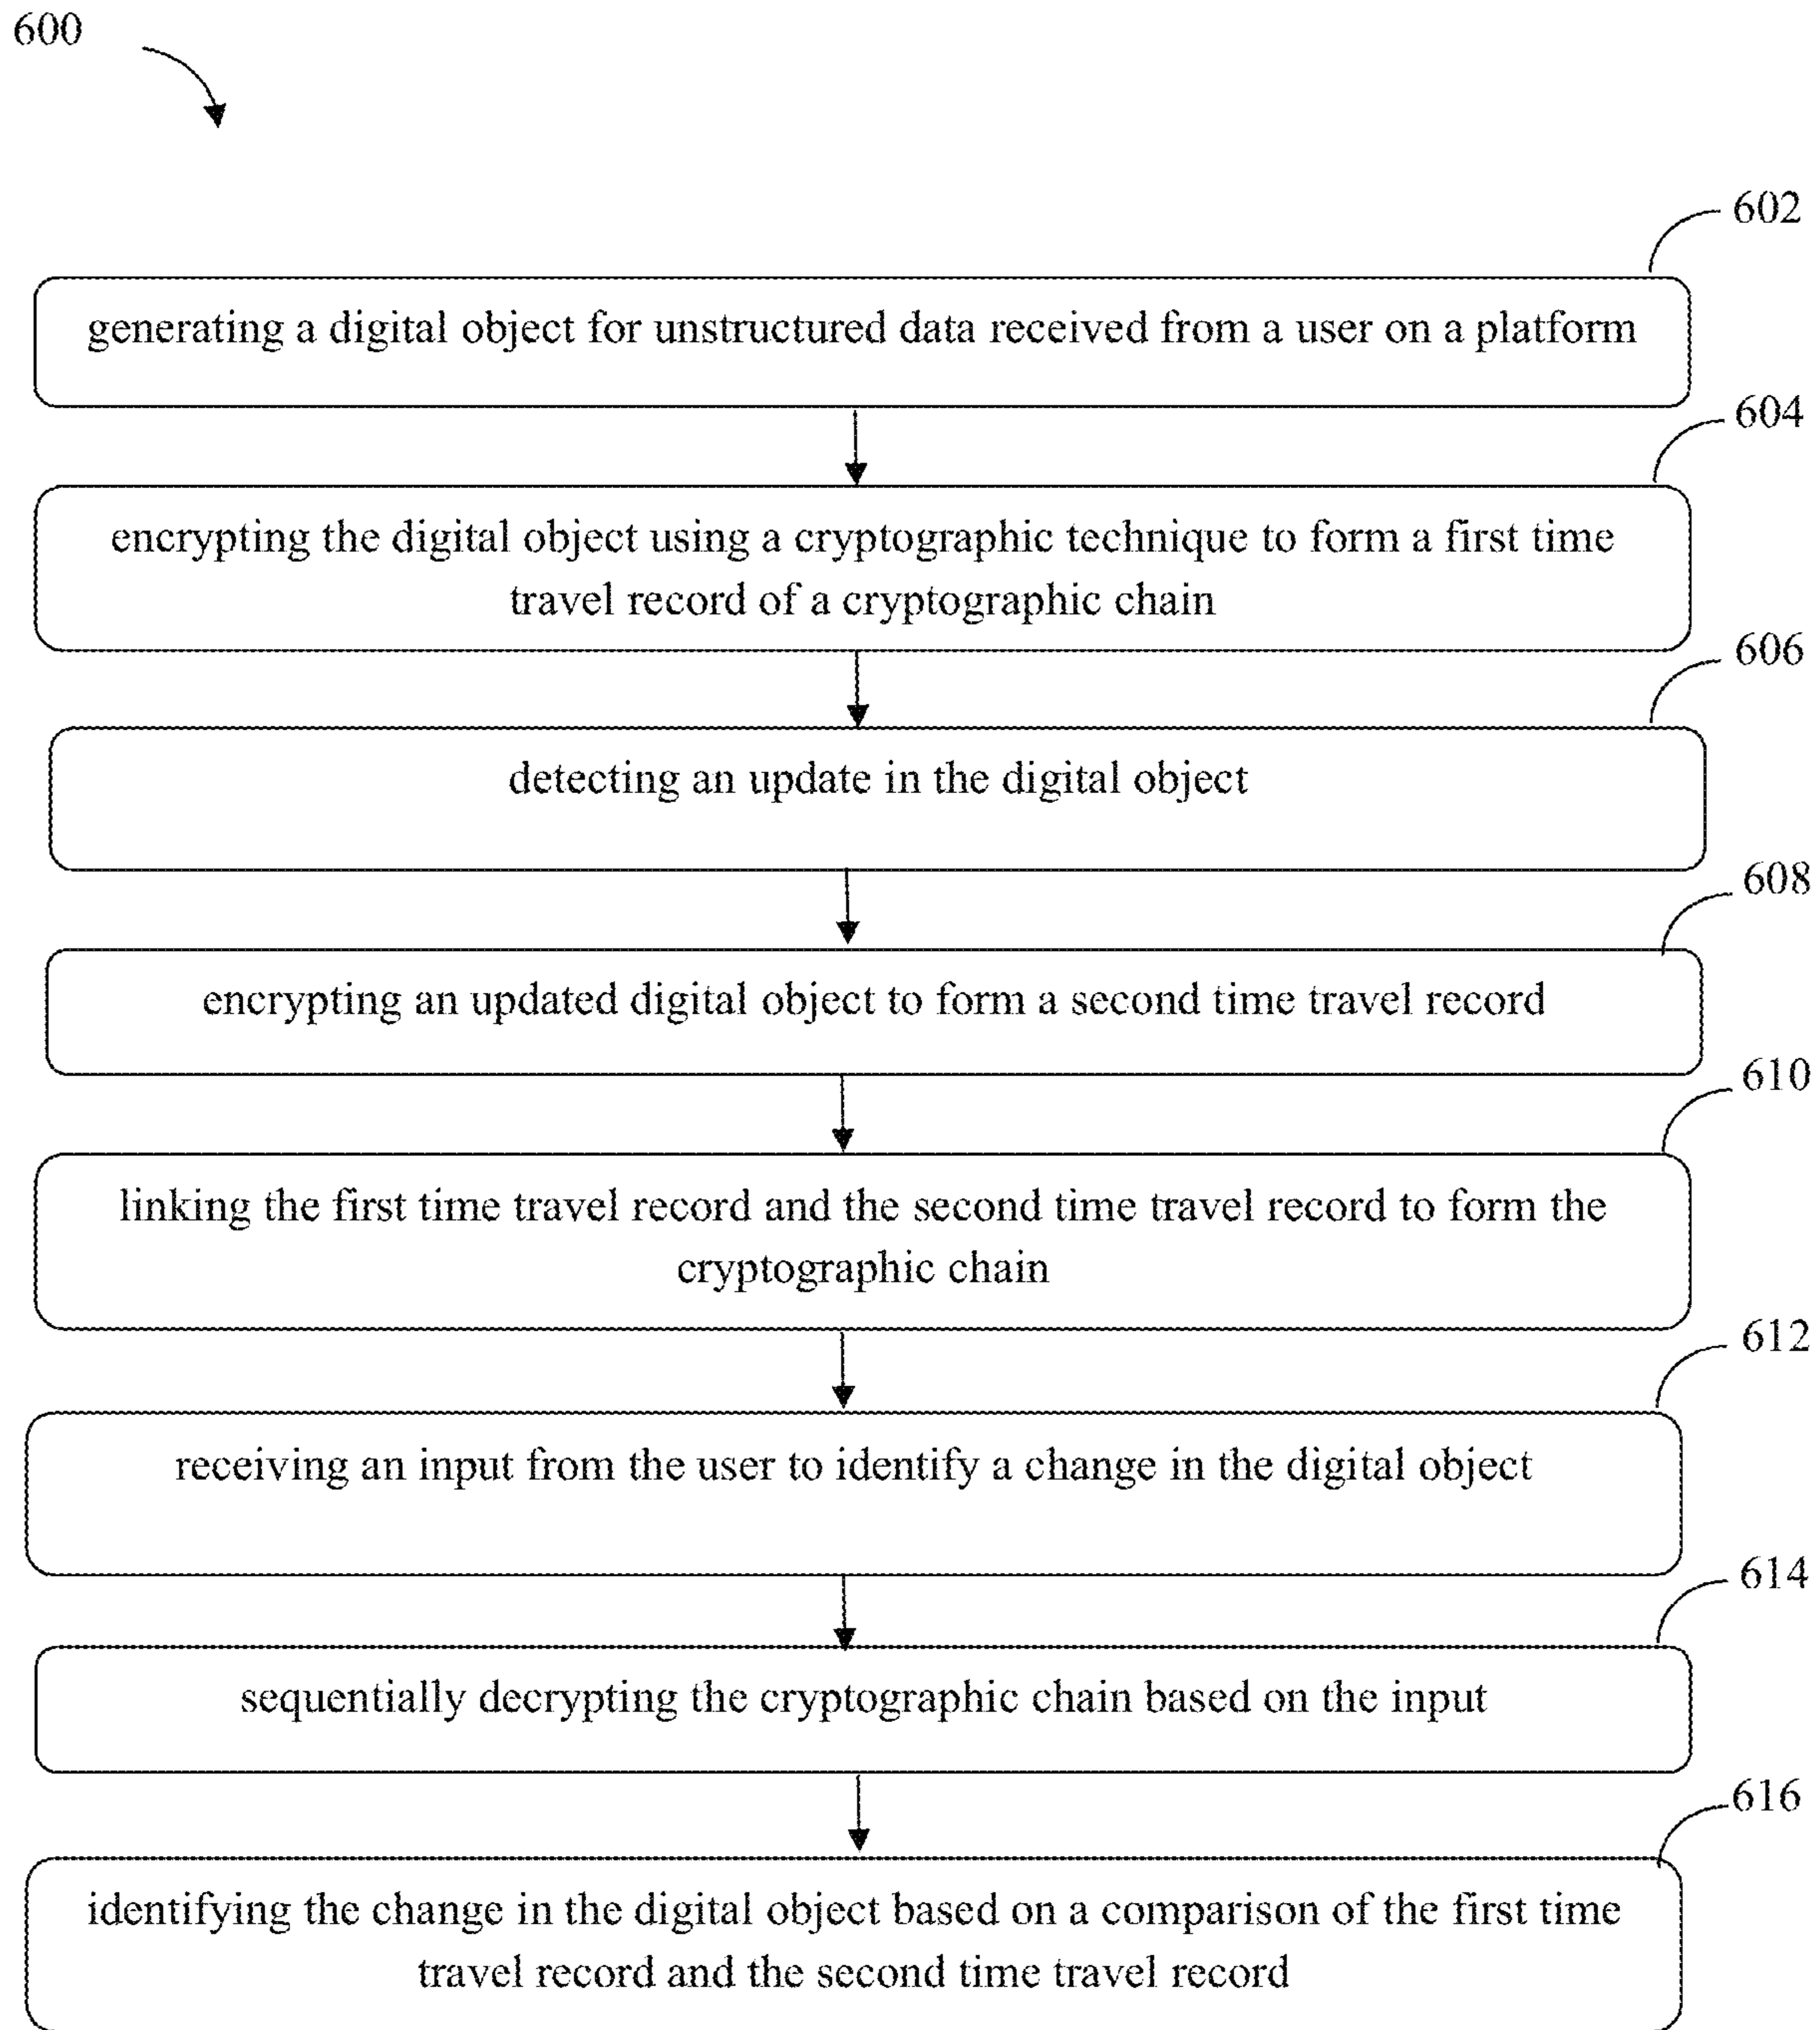 600
602
generating a digital object for unstructured data received from a user on a platform
604
encrypting the digital object using a cryptographic technique to form a first time
travel record of a cryptographic chain
606
detecting an update in the digital object
608
encrypting an updated digital object to form a second time travel record
610
linking the first time travel record and the second time travel record to form the
cryptographic chain
612
receiving an input from the user to identify a change in the digital object
614
sequentially decrypting the cryptographic chain based on the input
616
identifying the change in the digital object based on a comparison of the first time
travel record and the second time travel record